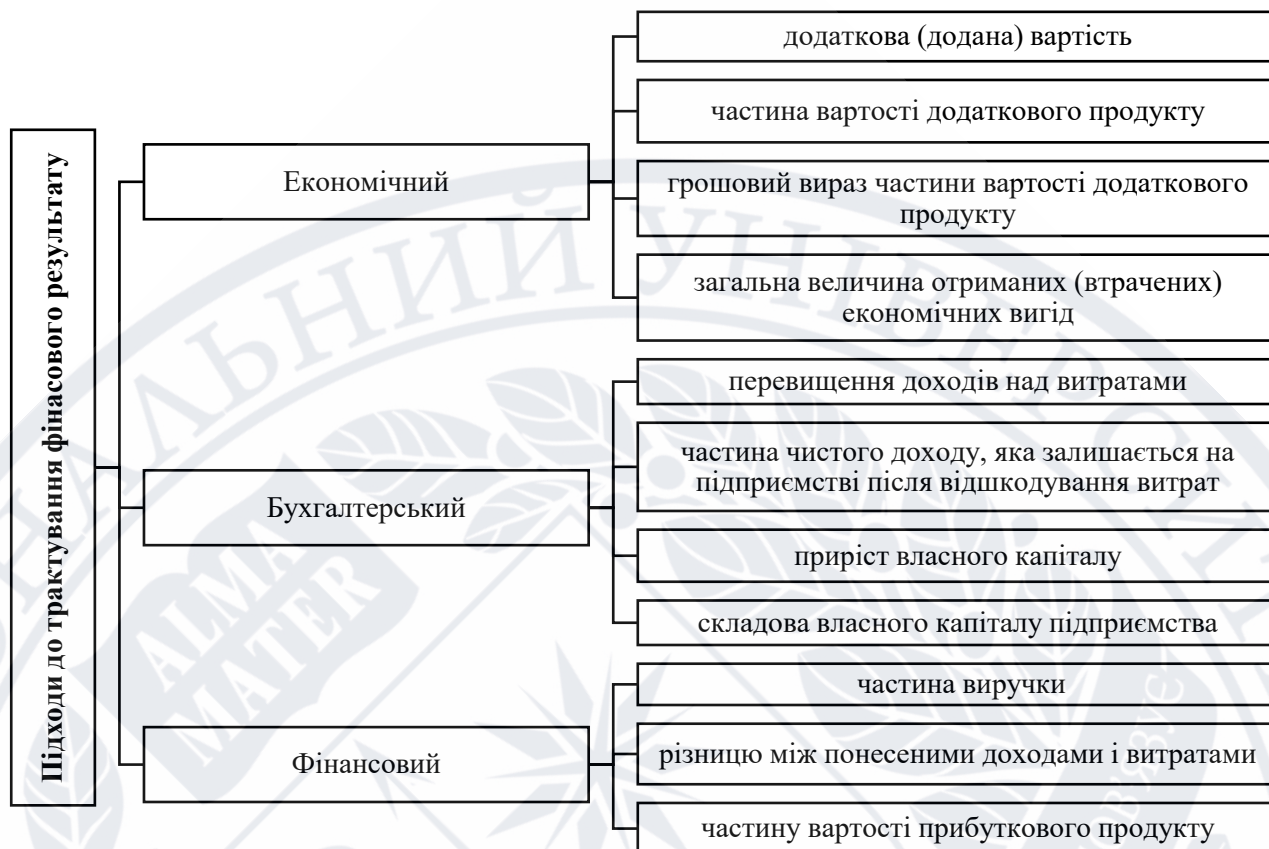 Підходи до трактування фінасового результату
Економічний
додаткова (додана) вартість
частина вартості додаткового продукту
грошовий вираз частини вартості додаткового
продукту
загальна величина отриманих (втрачених)
економічних вигід
Бухгалтерський
перевищення доходів над витратами
частина чистого доходу, яка залишається на
підприємстві після відшкодування витрат
приріст власного капіталу
складова власного капіталу підприємства
Фінансовий
частина виручки
різницю між понесеними доходами і витратами
частину вартості прибуткового продукту
ALMA
MATER